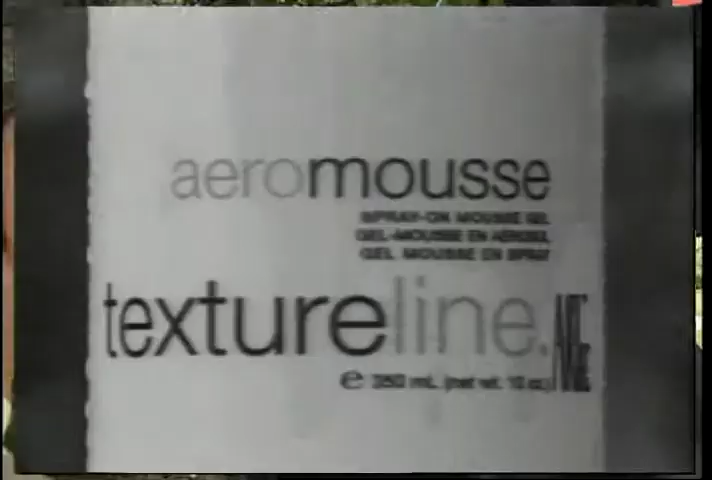 aeromousse
SPRAY-ON MOUSSE GEL
GEL-MOUSSE EN AÉROSOL
GEL MOUSSE EN SPRAY
textureline.
℮ 350 mL (net wt. 10 oz.)